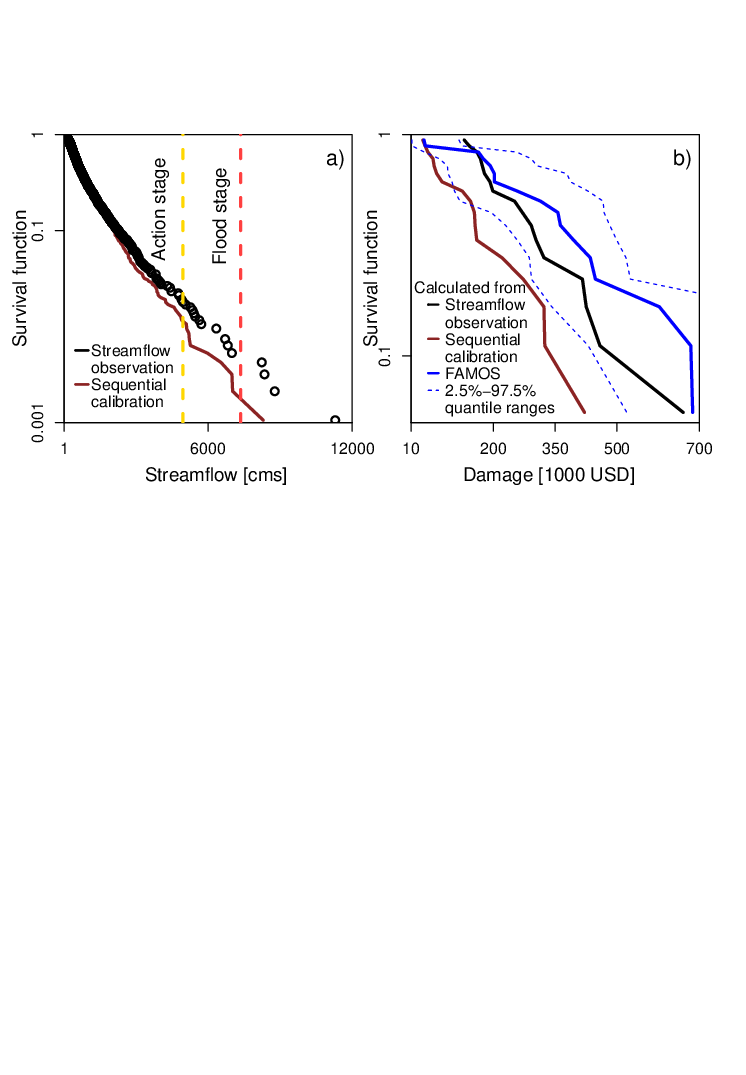 a)
Action stage
Flood stage
Survival function
1
0.1
0.001
Streamflow
observation
Sequential
calibration
1
6000
12000
Streamflow [cms]
b)
Survival function
1
0.1
Calculated from
Streamflow
observation
Sequential
calibration
FAMOS
2.5%–97.5%
quantile ranges
10
200
350
500
700
Damage [1000 USD]